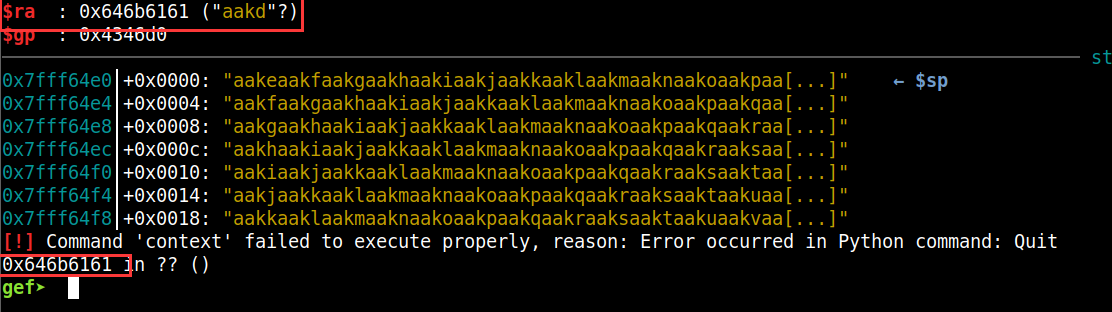 $ra : 0x646b6161 ("aakd"?)
$gp : 0x4346d0
st
0x7fff64e0│+0x0000: "aakeaakfaakgaakhaakiaakjaakkaaklaakmaaknaakoaakpaa[...]" ← $sp
0x7fff64e4│+0x0004: "aakfaakgaakhaakiaakjaakkaaklaakmaaknaakoaakpaakqaa[...]"
0x7fff64e8│+0x0008: "aakgaakhaakiaakjaakkaaklaakmaaknaakoaakpaakqaakraa[...]"
0x7fff64ec│+0x000c: "aakhaakiaakjaakkaaklaakmaaknaakoaakpaakqaakraaksaa[...]"
0x7fff64f0│+0x0010: "aakiaakjaakkaaklaakmaaknaakoaakpaakqaakraaksaaktaa[...]"
0x7fff64f4│+0x0014: "aakjaakkaaklaakmaaknaakoaakpaakqaakraaksaaktaakuaa[...]"
0x7fff64f8│+0x0018: "aakkaaklaakmaaknaakoaakpaakqaakraaksaaktaakuaakvaa[...]"
[!] Command 'context' failed to execute properly, reason: Error occurred in Python command: Quit
0x646b6161 in ?? ()
gef➤